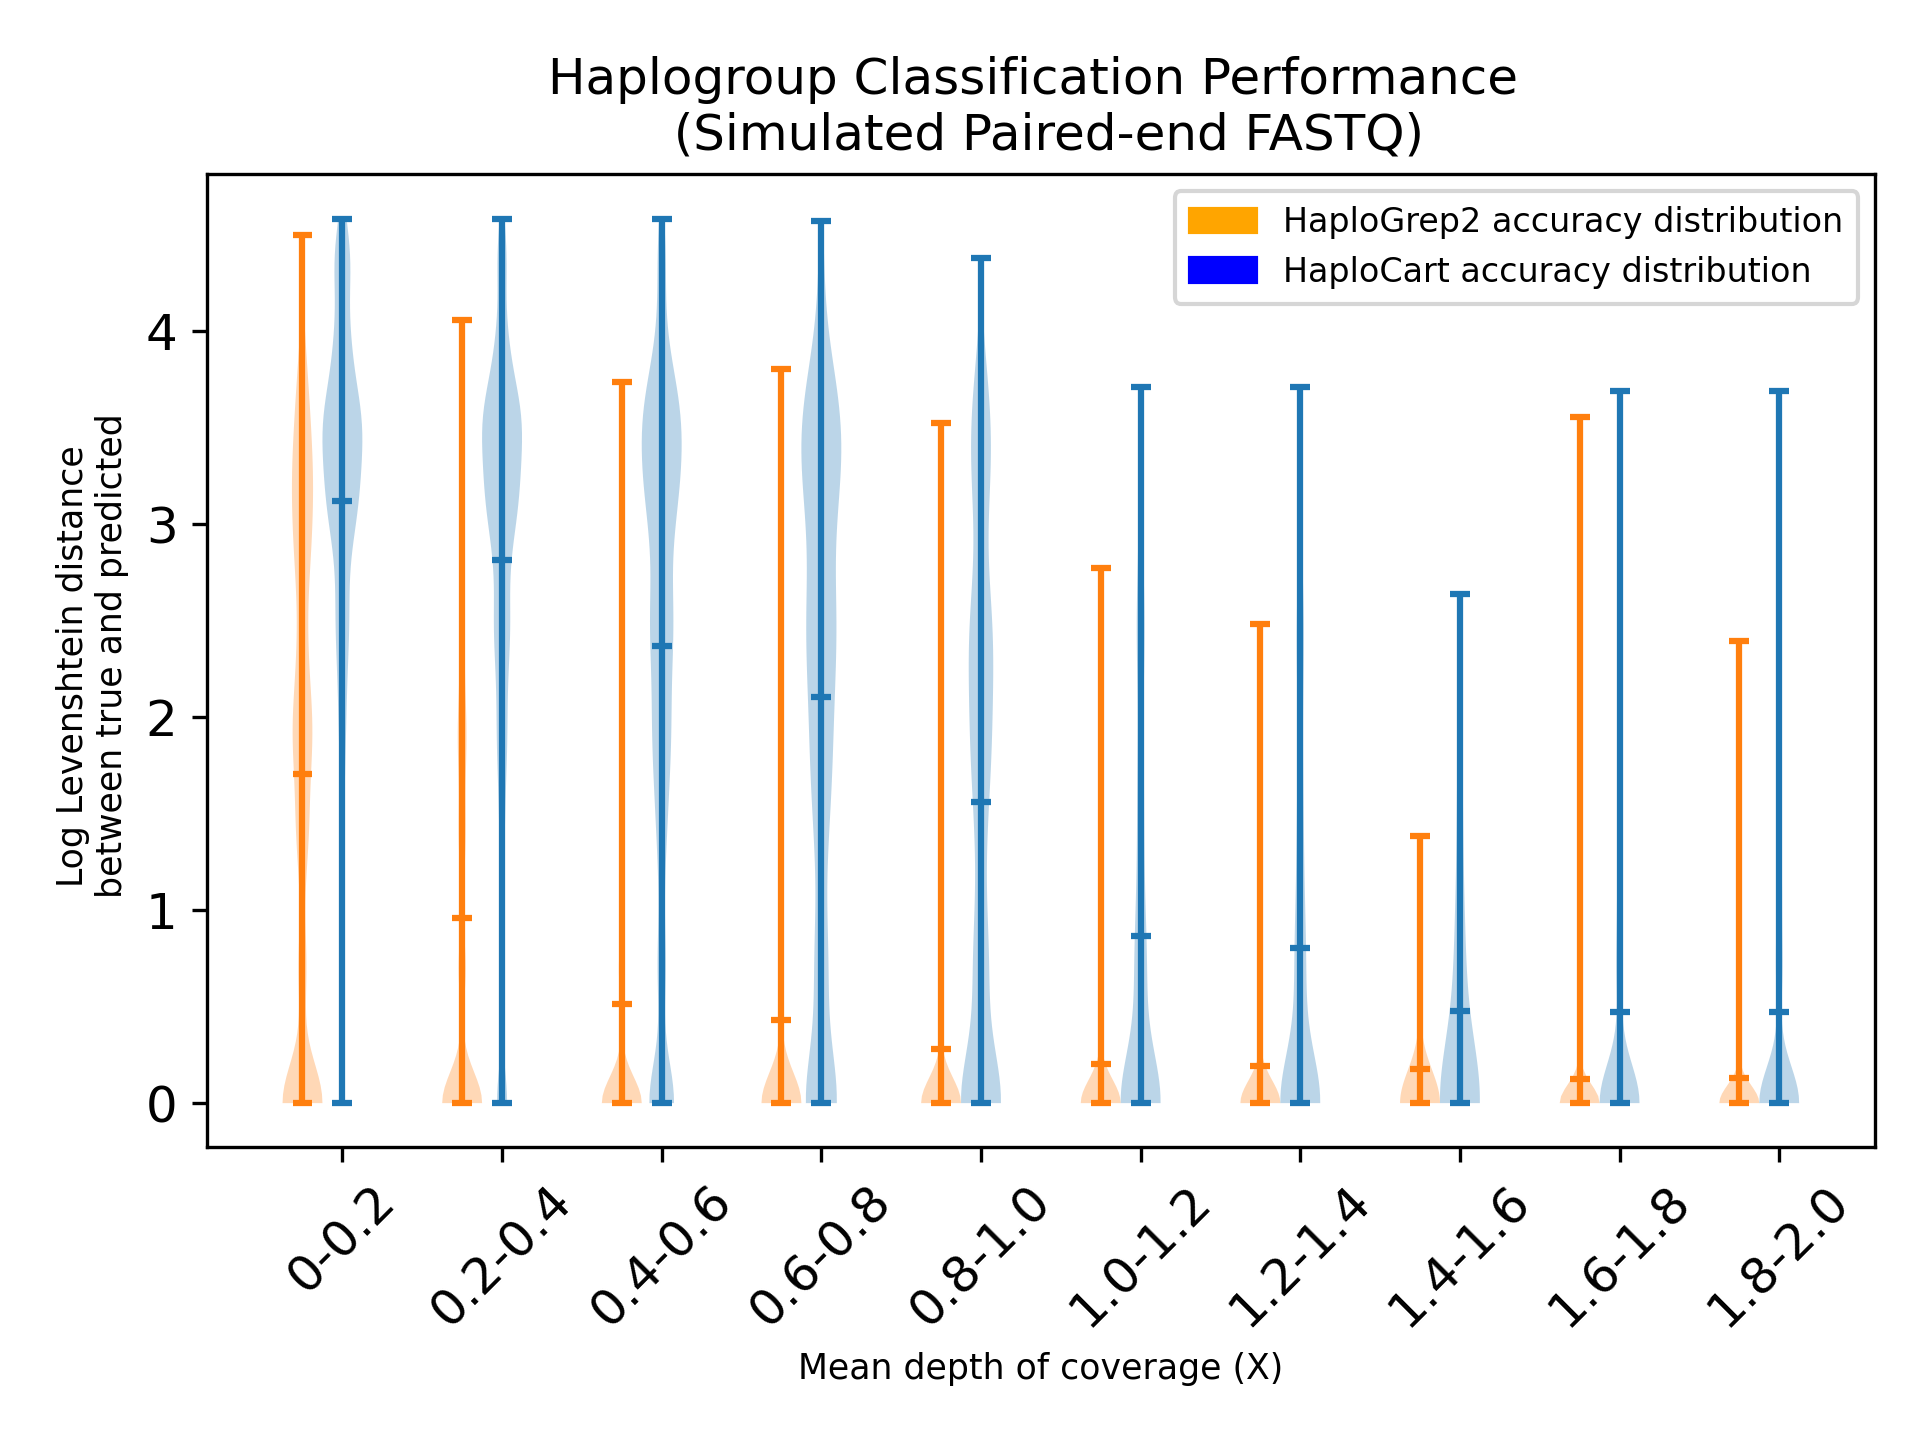 Haplogroup Classification Performance
(Simulated Paired-end FASTQ)
HaploGrep2 accuracy distribution
HaploCart accuracy distribution
Log Levenshtein distance
between true and predicted
4
3
2
1
0
0-0.2
0.2-0.4
0.4-0.6
0.6-0.8
0.8-1.0
1.0-1.2
1.2-1.4
1.4-1.6
1.6-1.8
1.8-2.0
Mean depth of coverage (X)